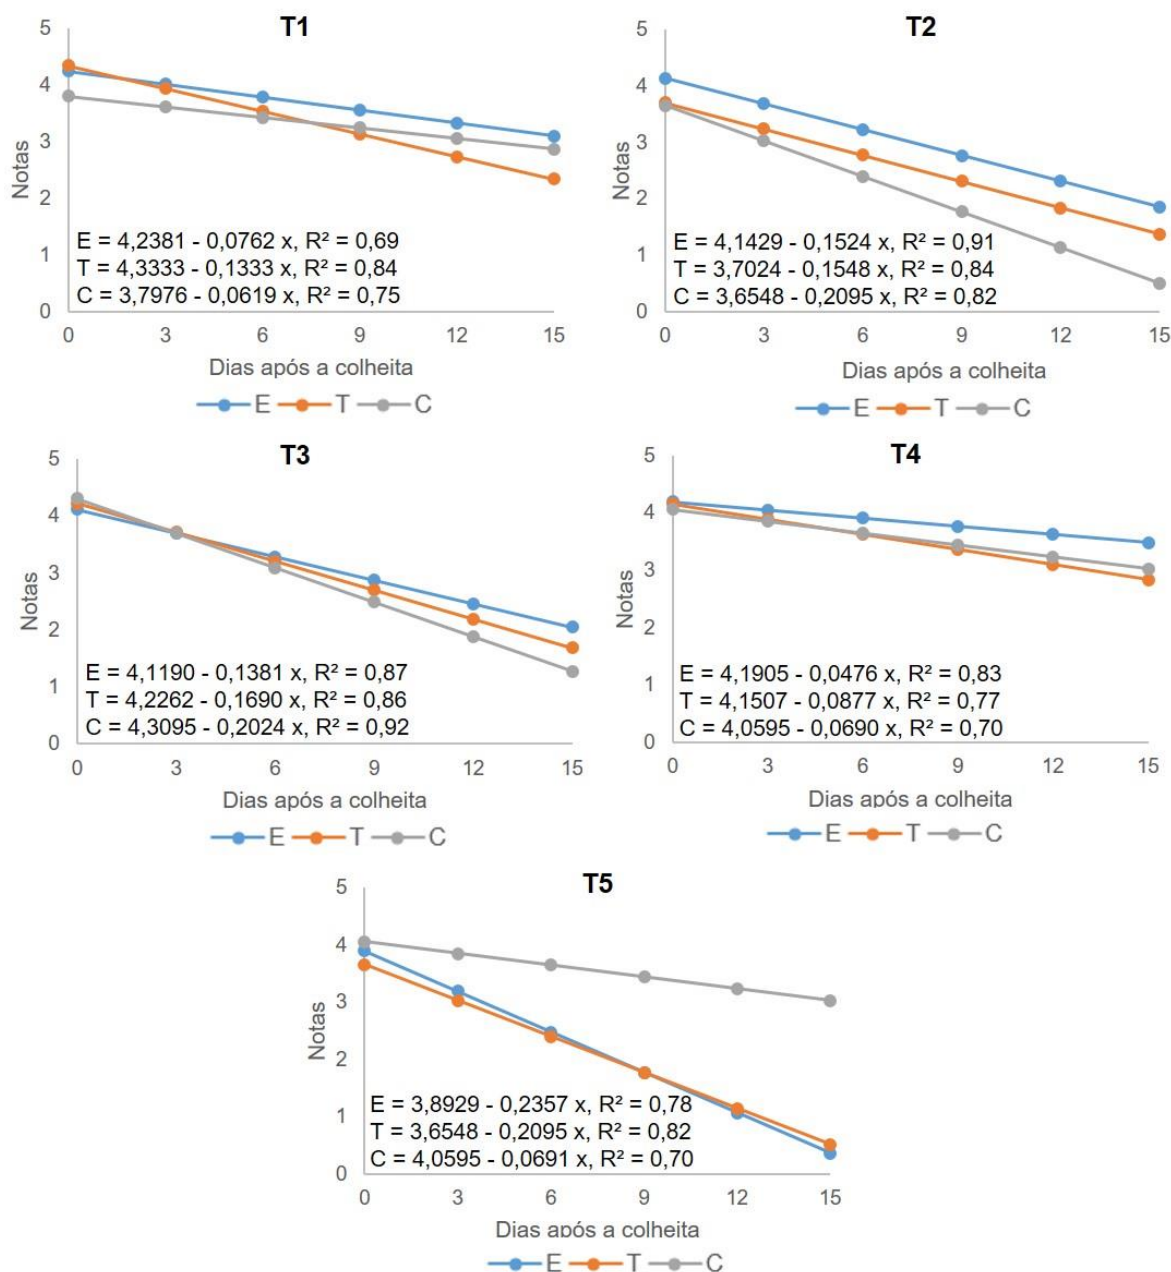 T1
5
4
3
2
1
0
Notas
E = 4,2381 - 0,0762 x, R² = 0,69
T = 4,3333 - 0,1333 x, R² = 0,84
C = 3,7976 - 0,0619 x, R² = 0,75
0 3 6 9 12 15
Dias após a colheita
E T C
T2
5
4
3
2
1
0
Notas
E = 4,1429 - 0,1524 x, R² = 0,91
T = 3,7024 - 0,1548 x, R² = 0,84
C = 3,6548 - 0,2095 x, R² = 0,82
0 3 6 9 12 15
Dias após a colheita
E T C
T3
5
4
3
2
1
0
Notas
E = 4,1190 - 0,1381 x, R² = 0,87
T = 4,2262 - 0,1690 x, R² = 0,86
C = 4,3095 - 0,2024 x, R² = 0,92
0 3 6 9 12 15
Dias após a colheita
E T C
T4
5
4
3
2
1
0
Notas
E = 4,1905 - 0,0476 x, R² = 0,83
T = 4,1507 - 0,0877 x, R² = 0,77
C = 4,0595 - 0,0690 x, R² = 0,70
0 3 6 9 12 15
Dias após a colheita
E T C
T5
5
4
3
2
1
0
Notas
E = 3,8929 - 0,2357 x, R² = 0,78
T = 3,6548 - 0,2095 x, R² = 0,82
C = 4,0595 - 0,0691 x, R² = 0,70
0 3 6 9 12 15
Dias após a colheita
E T C